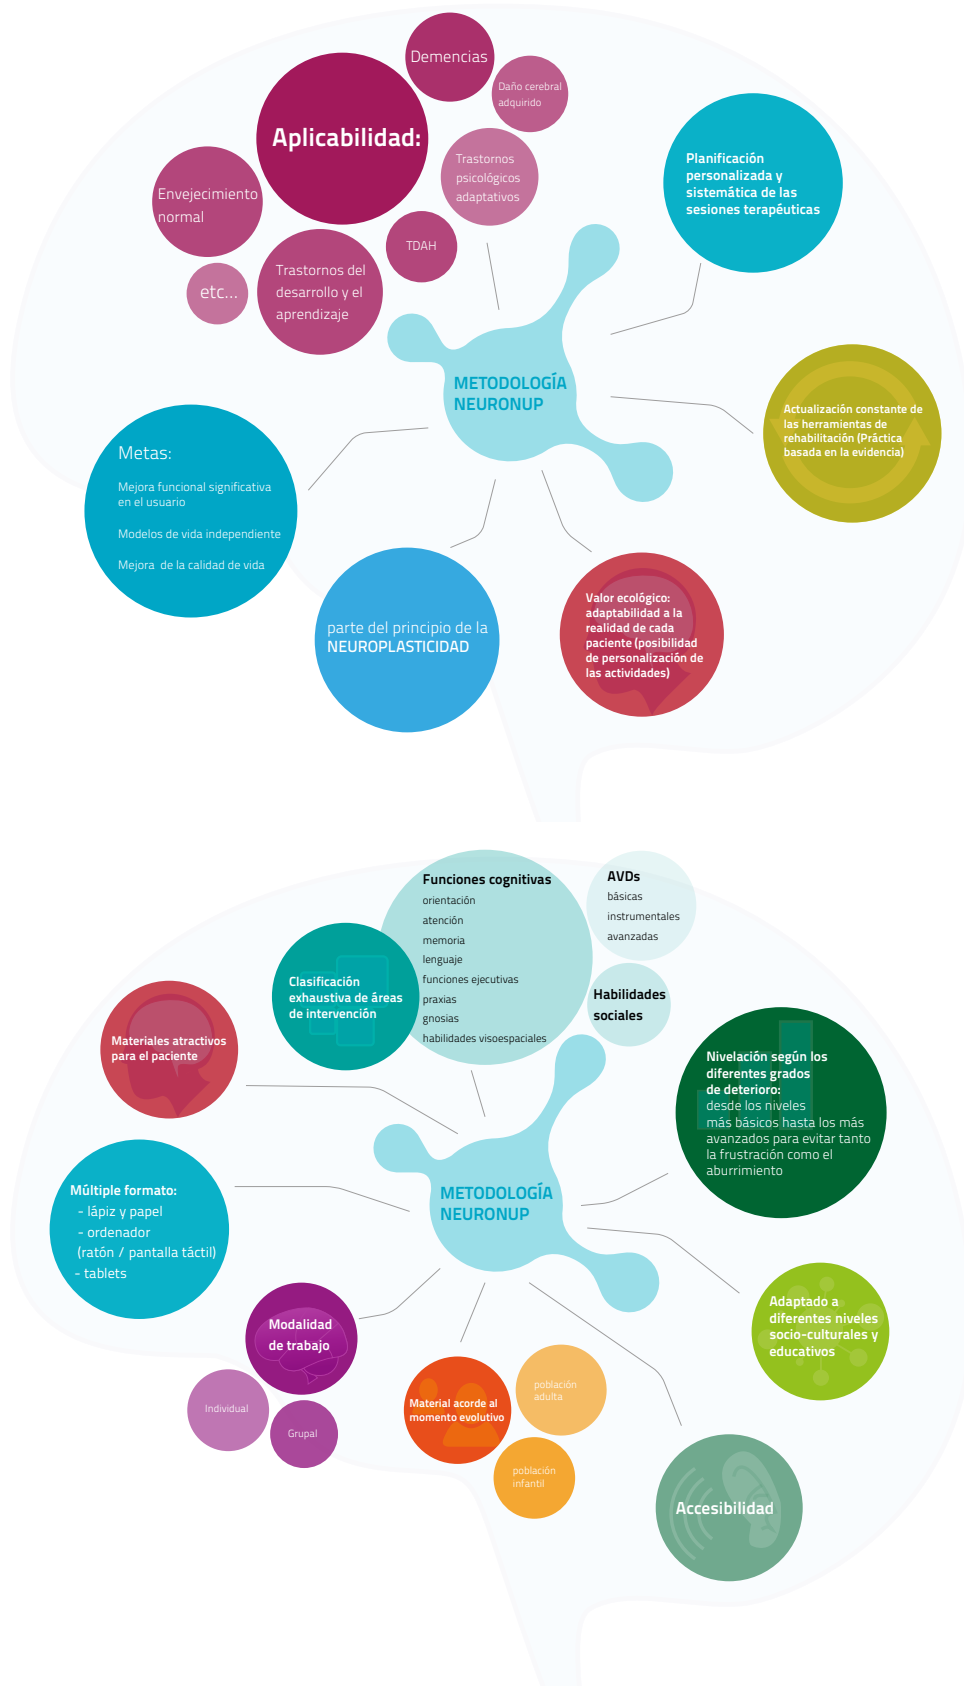 Demencias
Daño cerebral
adquirido
Aplicabilidad:
Trastornos
psicológicos
adaptativos
Envejecimiento
normal
TDAH
etc...
Trastornos del
desarrollo y el
aprendizaje
Planificación
personalizada y
sistemática de las
sesiones terapéuticas
METODOLOGÍA
NEURONUP
Actualización constante de
las herramientas de
rehabilitación (Práctica
basada en la evidencia)
Metas:
Mejora funcional significativa
en el usuario
Modelos de vida independiente
Mejora de la calidad de vida
parte del principio de la
NEUROPLASTICIDAD
Valor ecológico:
adaptabilidad a la
realidad de cada
paciente (posibilidad
de personalización de
las actividades)
Funciones cognitivas
orientación
atención
memoria
lenguaje
funciones ejecutivas
praxias
gnosias
habilidades visoespaciales
AVDs
básicas
instrumentales
avanzadas
Habilidades
sociales
Clasificación
exhaustiva de áreas
de intervención
Materiales atractivos
para el paciente
Nivelación según los
diferentes grados
de deterioro:
desde los niveles
más básicos hasta los más
avanzados para evitar tanto
la frustración como el
aburrimiento
Múltiple formato:
- lápiz y papel
- ordenador
(ratón / pantalla táctil)
- tablets
METODOLOGÍA
NEURONUP
Modalidad
de trabajo
Individual
Grupal
Material acorde al
momento evolutivo
población
adulta
población
infantil
Adaptado a
diferentes niveles
socio-culturales y
educativos
Accesibilidad